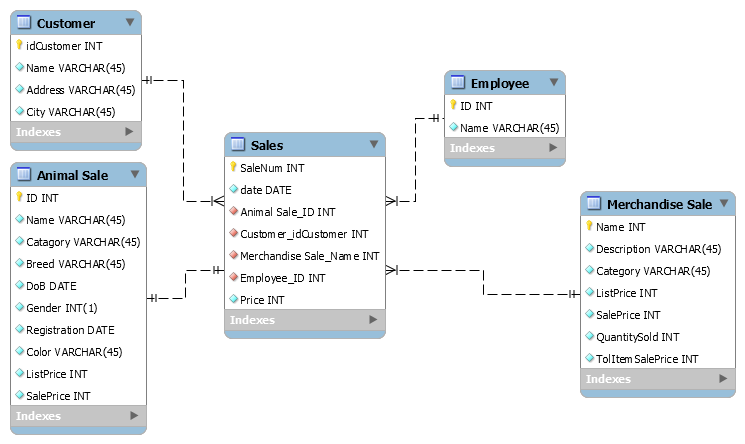 Customer
idCustomer INT
Name VARCHAR(45)
Address VARCHAR(45)
City VARCHAR(45)
Indexes
Animal Sale
ID INT
Name VARCHAR(45)
Catagory VARCHAR(45)
Breed VARCHAR(45)
DoB DATE
Gender INT(1)
Registration DATE
Color VARCHAR(45)
ListPrice INT
SalePrice INT
Indexes
Sales
SaleNum INT
date DATE
Animal Sale_ID INT
Customer_idCustomer INT
Merchandise Sale_Name INT
Employee_ID INT
Price INT
Indexes
Employee
ID INT
Name VARCHAR(45)
Indexes
Merchandise Sale
Name INT
Description VARCHAR(45)
Category VARCHAR(45)
ListPrice INT
SalePrice INT
QuantitySold INT
TolItemSalePrice INT
Indexes